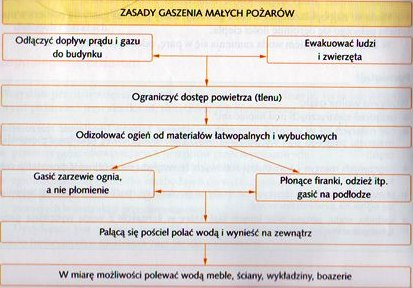 ZASADY GASZENIA MAŁYCH POŻARÓW
Odłączyć dopływ prądu i gazu
do budynku
Ewakuować ludzi
i zwierzęta
Ograniczyć dostęp powietrza (tlenu)
Odizolować ogień od materiałów łatwopalnych i wybuchowych
Gasić zarzewie ognia,
a nie płomienie
Płonące firanki, odzież itp.
gasić na podłodze
Palącą się pościel polać wodą i wynieść na zewnątrz
W miarę możliwości polewać wodą meble, ściany, wykładziny, boazerie